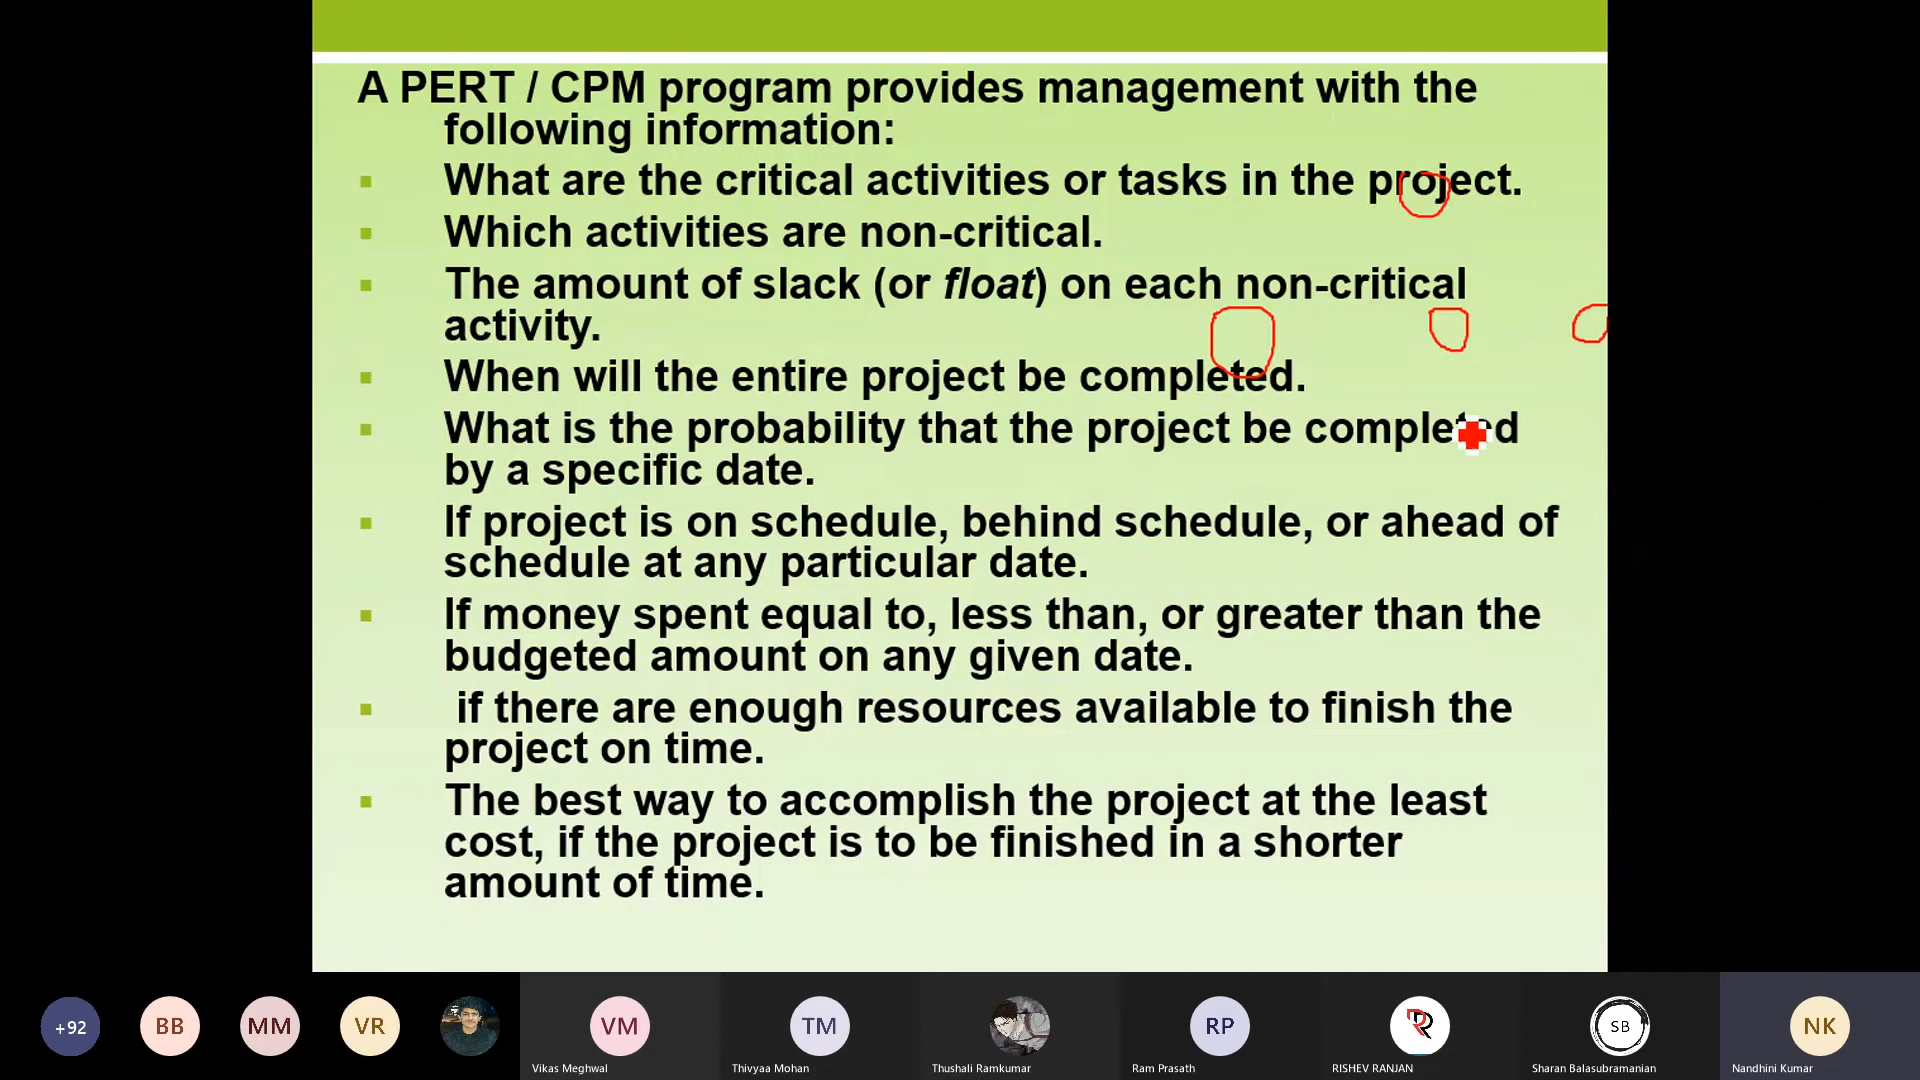 A PERT / CPM program provides management with the
following information:
▪ What are the critical activities or tasks in the project.
▪ Which activities are non-critical.
▪ The amount of slack (or float) on each non-critical
activity.
▪ When will the entire project be completed.
▪ What is the probability that the project be completed
by a specific date.
▪ If project is on schedule, behind schedule, or ahead of
schedule at any particular date.
▪ If money spent equal to, less than, or greater than the
budgeted amount on any given date.
▪ if there are enough resources available to finish the
project on time.
▪ The best way to accomplish the project at the least
cost, if the project is to be finished in a shorter
amount of time.
+92 BB MM VR VM TM RP R SB NK
Vikas Meghwal Thivyaa Mohan Thushali Ramkumar Ram Prasath RISHEV RANJAN Sharan Balasubramanian Nandhini Kumar